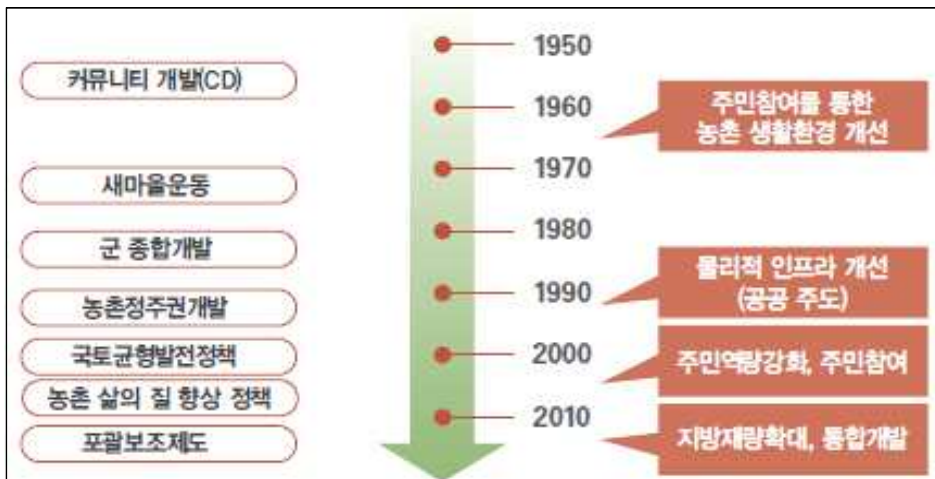 커뮤니티 개발(CD)
새마을운동
군 종합개발
농촌정주권개발
국토균형발전정책
농촌 삶의 질 향상 정책
포괄보조제도
1950
1960
1970
1980
1990
2000
2010
주민참여를 통한
농촌 생활환경 개선
물리적 인프라 개선
(공공 주도)
주민역량강화, 주민참여
지방재량확대, 통합개발